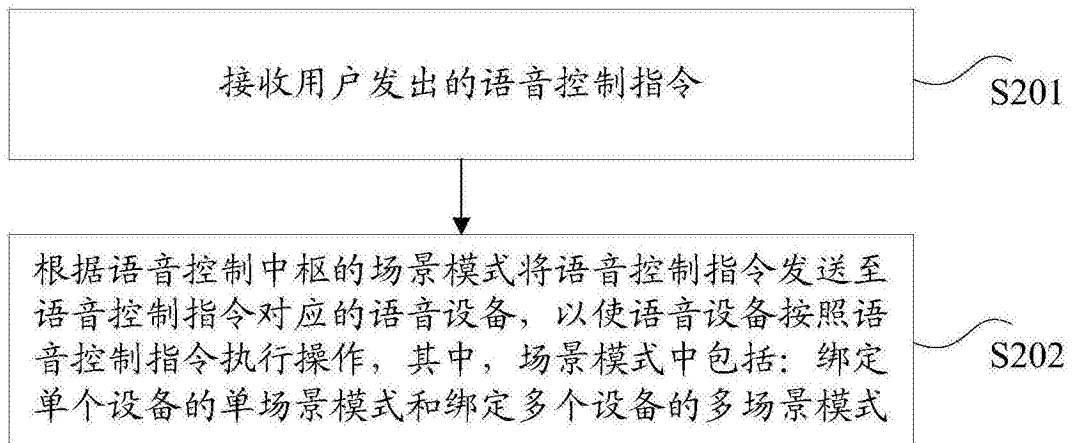 接收用户发出的语音控制指令
S201
根据语音控制中枢的场景模式将语音控制指令发送至
语音控制指令对应的语音设备，以使语音设备按照语
音控制指令执行操作，其中，场景模式中包括：绑定
单个设备的单场景模式和绑定多个设备的多场景模式
S202